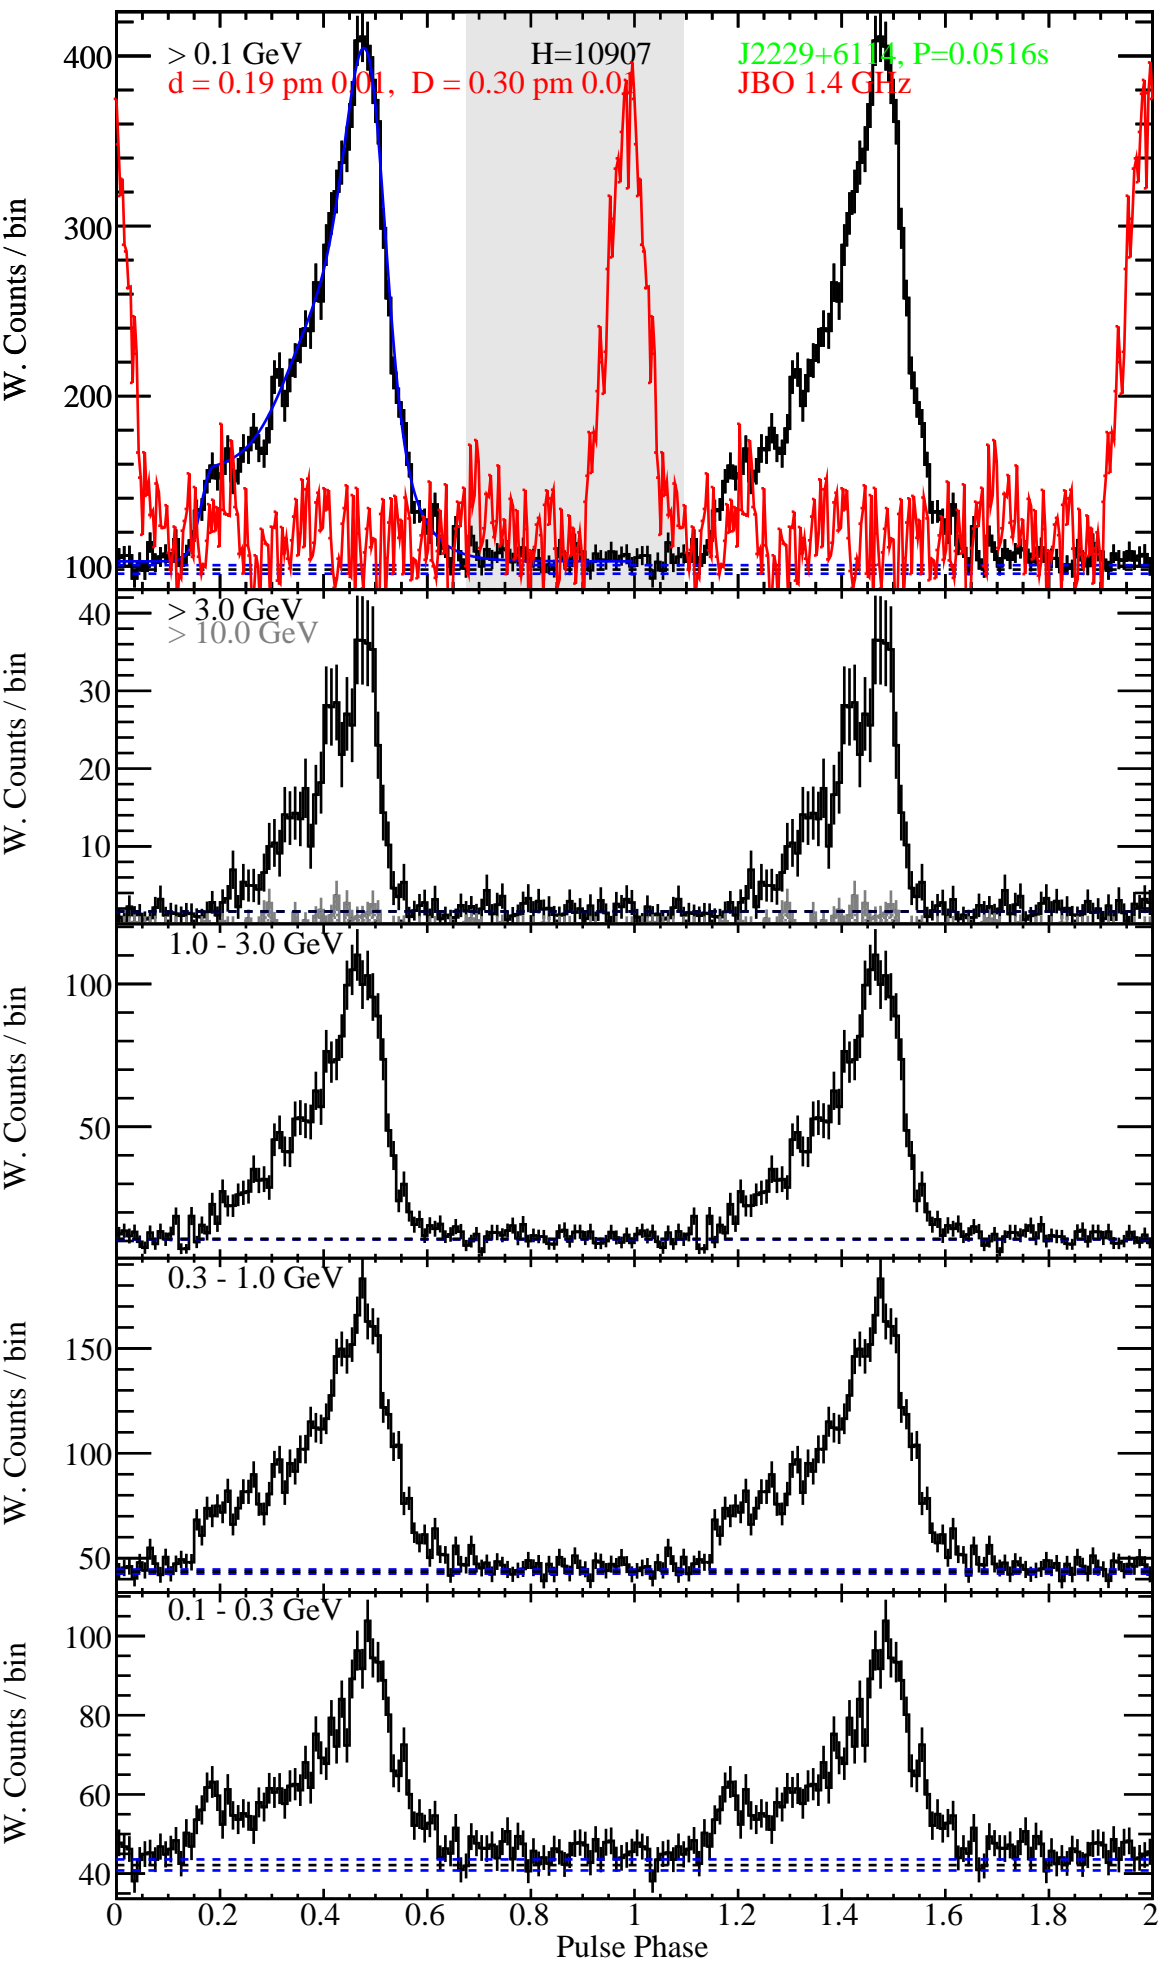 > 0.1 GeV H=10907 J2229+6114, P=0.0516s
d = 0.19 pm 0.01, D = 0.30 pm 0.01 JBO 1.4 GHz
400
300
200
100
W. Counts / bin
> 3.0 GeV
> 10.0 GeV
40
30
20
10
W. Counts / bin
1.0 - 3.0 GeV
100
50
W. Counts / bin
0.3 - 1.0 GeV
150
100
50
W. Counts / bin
0.1 - 0.3 GeV
100
80
60
40
W. Counts / bin
0 0.2 0.4 0.6 0.8 1 1.2 1.4 1.6 1.8 2
Pulse Phase